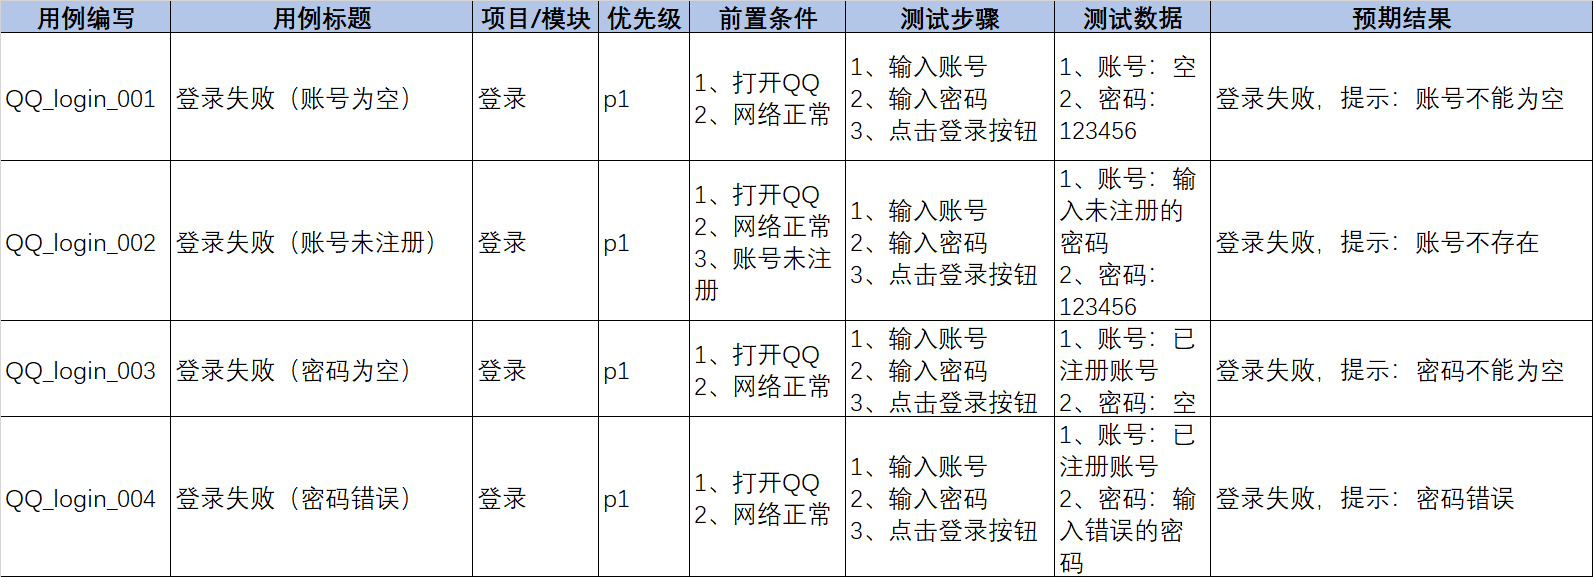 用例编写 用例标题 项目/模块 优先级 前置条件 测试步骤 测试数据 预期结果
QQ_login_001
登录失败（账号为空）
登录
p1
1、打开QQ
2、网络正常
1、输入账号
2、输入密码
3、点击登录按钮
1、账号：空
2、密码：
123456
登录失败，提示：账号不能为空
QQ_login_002
登录失败（账号未注册）
登录
p1
1、打开QQ
2、网络正常
3、账号未注
册
1、输入账号
2、输入密码
3、点击登录按钮
1、账号：输
入未注册的
密码
2、密码：
123456
登录失败，提示：账号不存在
QQ_login_003
登录失败（密码为空）
登录
p1
1、打开QQ
2、网络正常
1、输入账号
2、输入密码
3、点击登录按钮
1、账号：已
注册账号
2、密码：空
登录失败，提示：密码不能为空
QQ_login_004
登录失败（密码错误）
登录
p1
1、打开QQ
2、网络正常
1、输入账号
2、输入密码
3、点击登录按钮
1、账号：已
注册账号
2、密码：输
入错误的密
码
登录失败，提示：密码错误